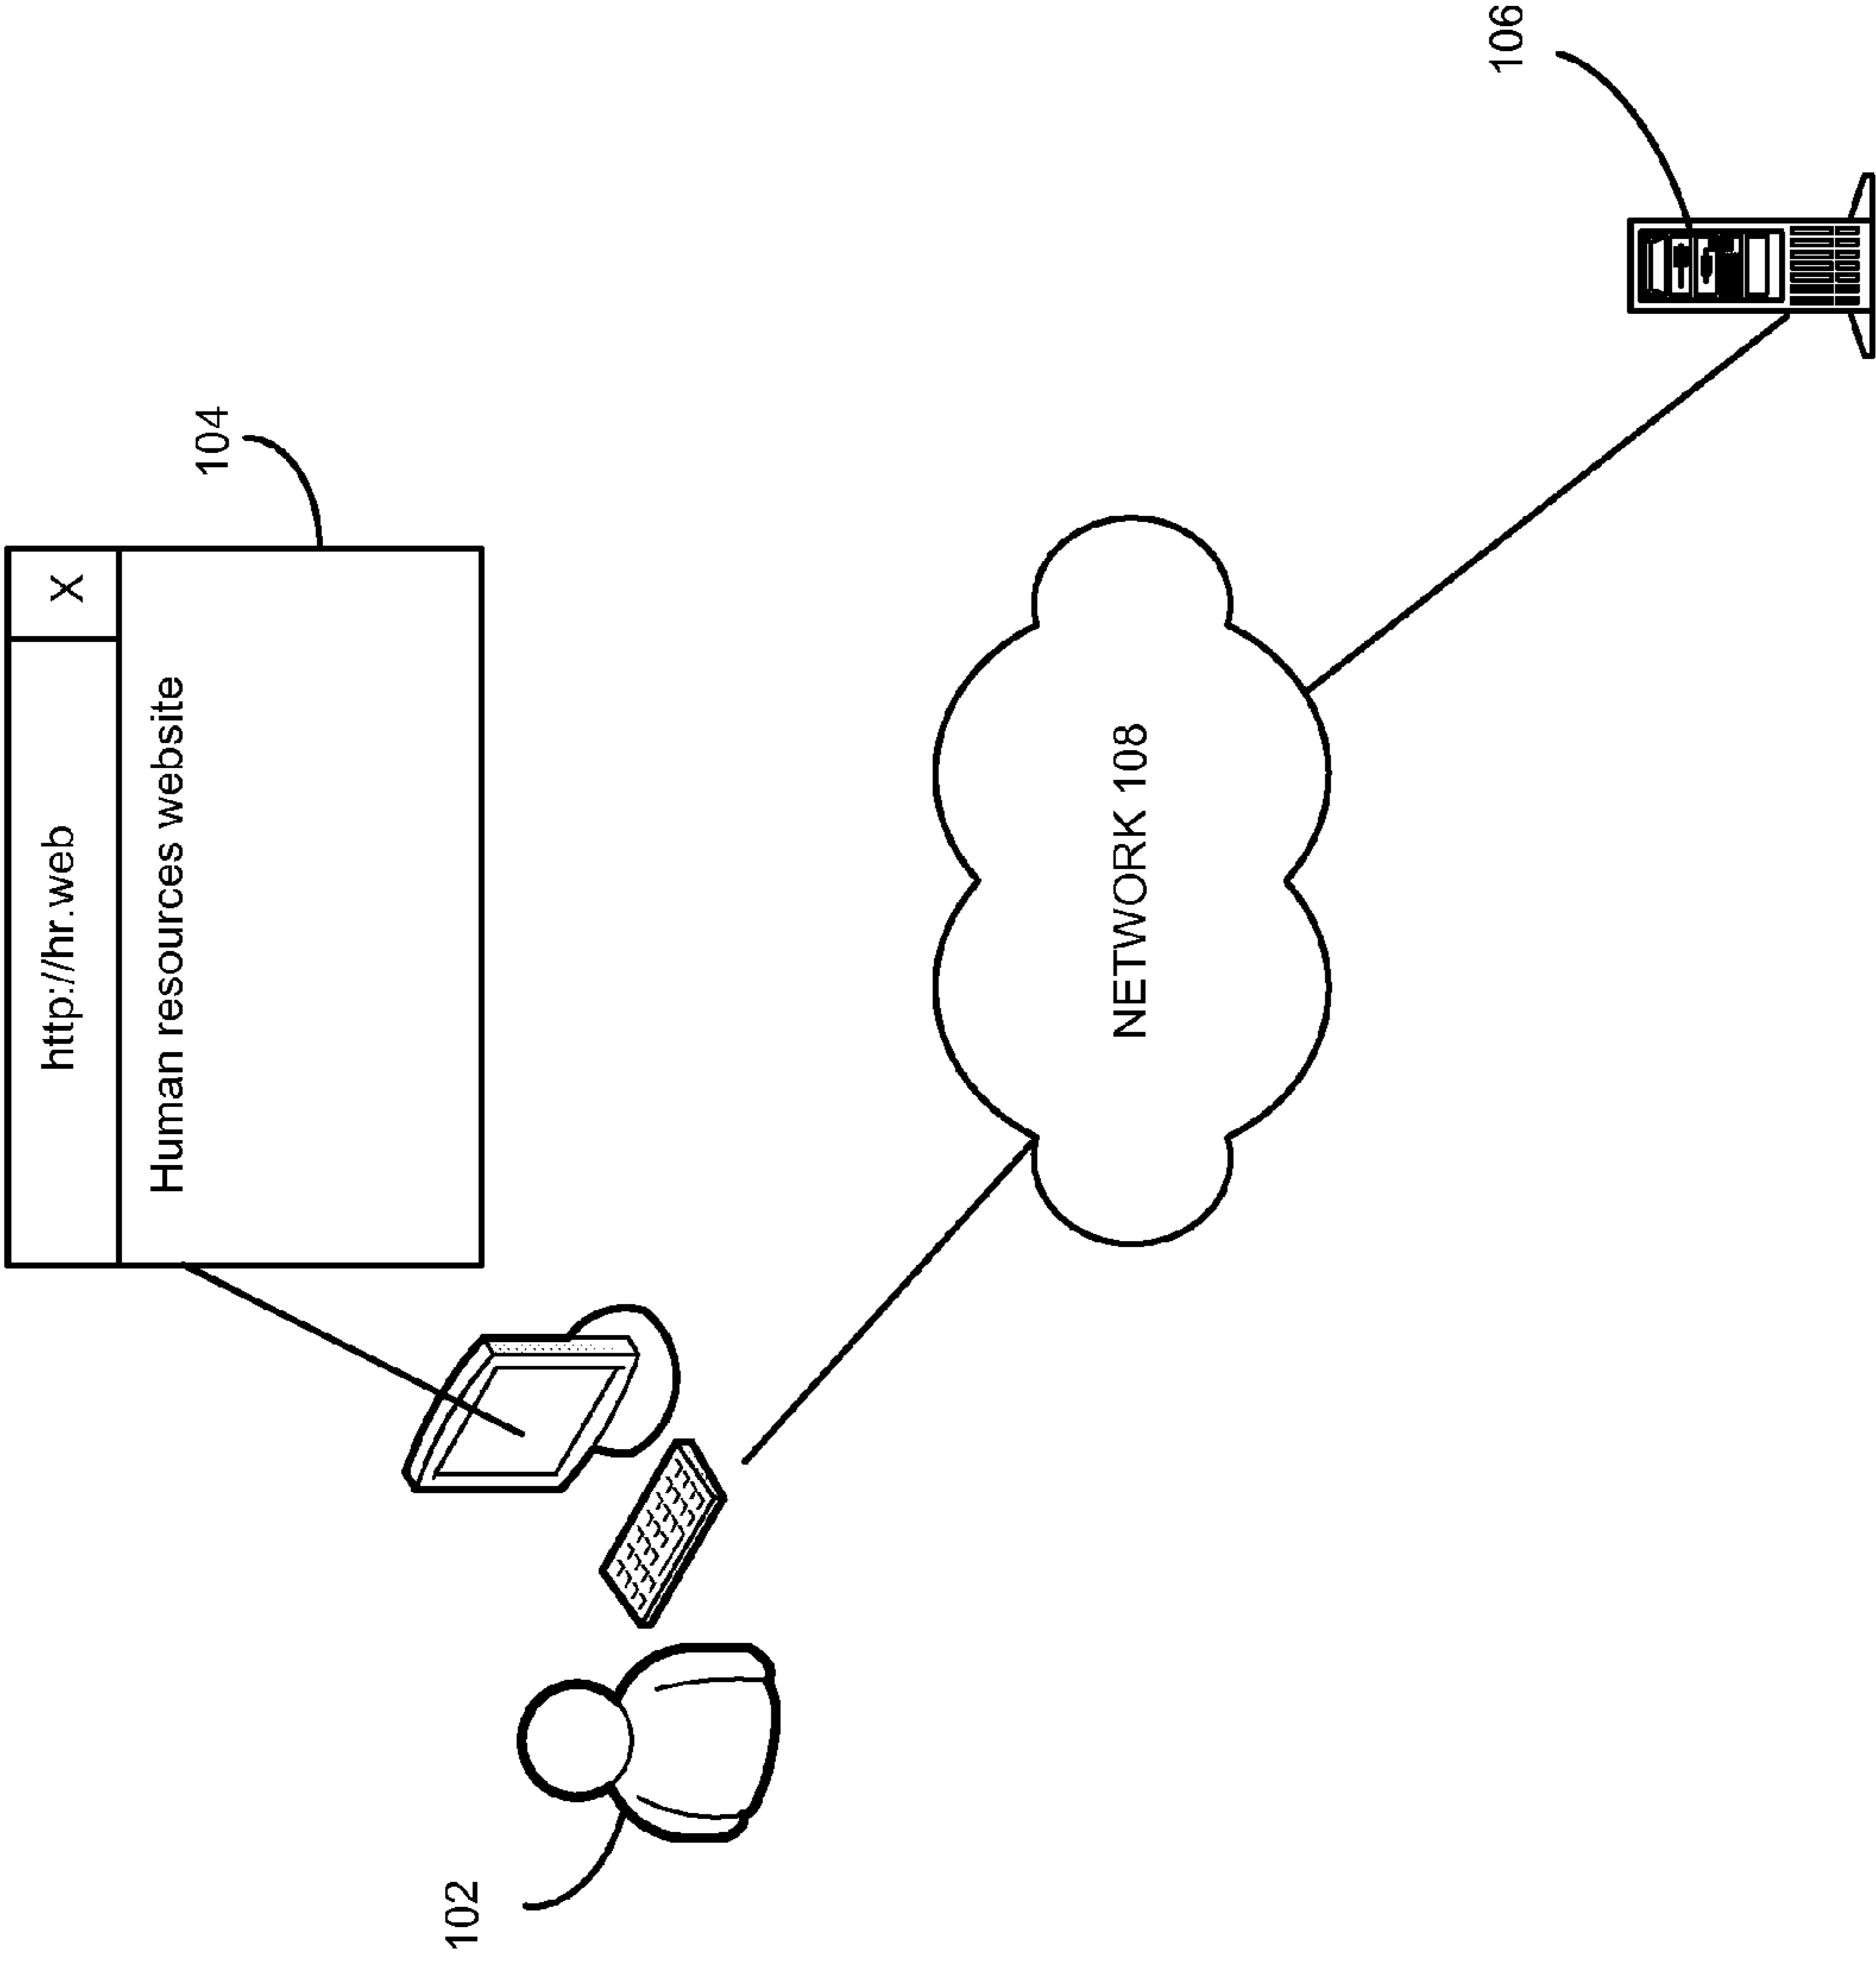 http://hr.web
X
Human resources website
104
102
NETWORK 108
106